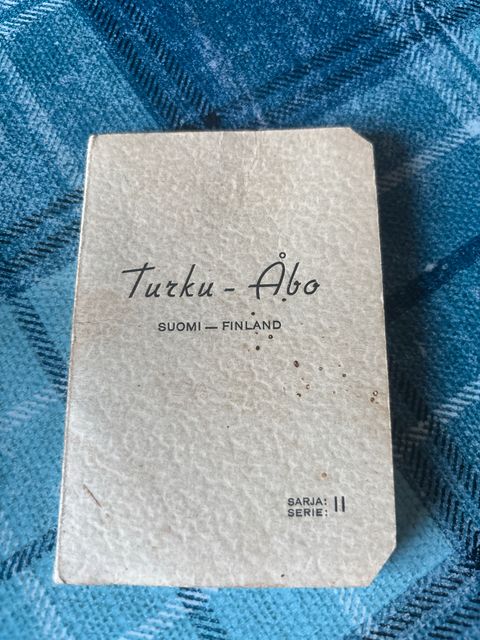 Turku - Åbo
SUOMI — FINLAND
SARJA: II
SERIE: